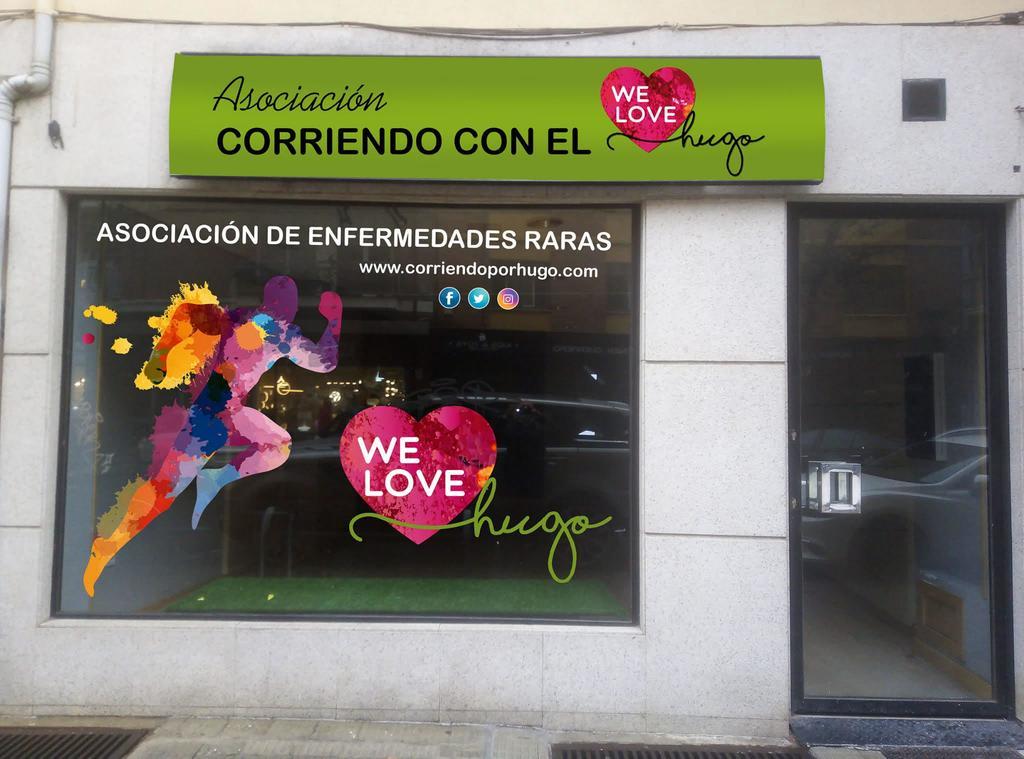 Asociación
CORRIENDO CON EL
WE
LOVE
hugo
ASOCIACIÓN DE ENFERMEDADES RARAS
www.corriendoporhugo.com
f
WE
LOVE
hugo